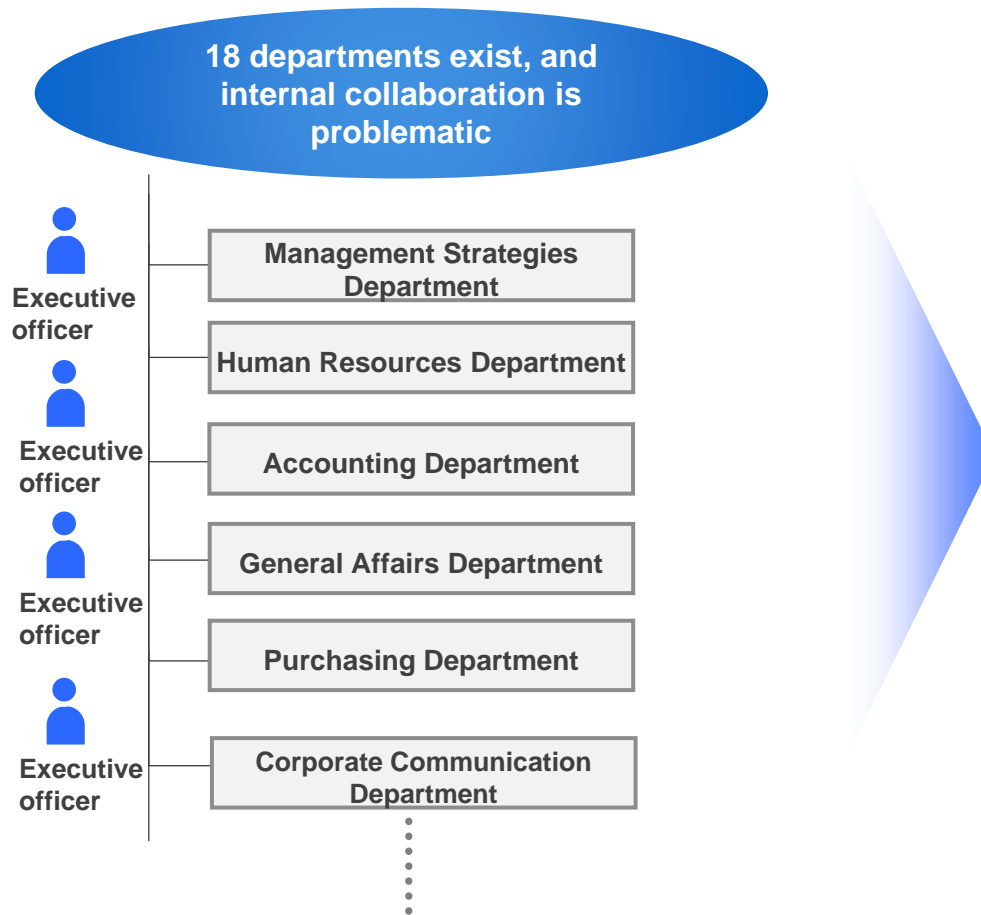 18 departments exist, and
internal collaboration is
problematic
Executive
officer
Management Strategies
Department
Human Resources Department
Executive
officer
Accounting Department
Executive
officer
General Affairs Department
Purchasing Department
Executive
officer
Corporate Communication
Department